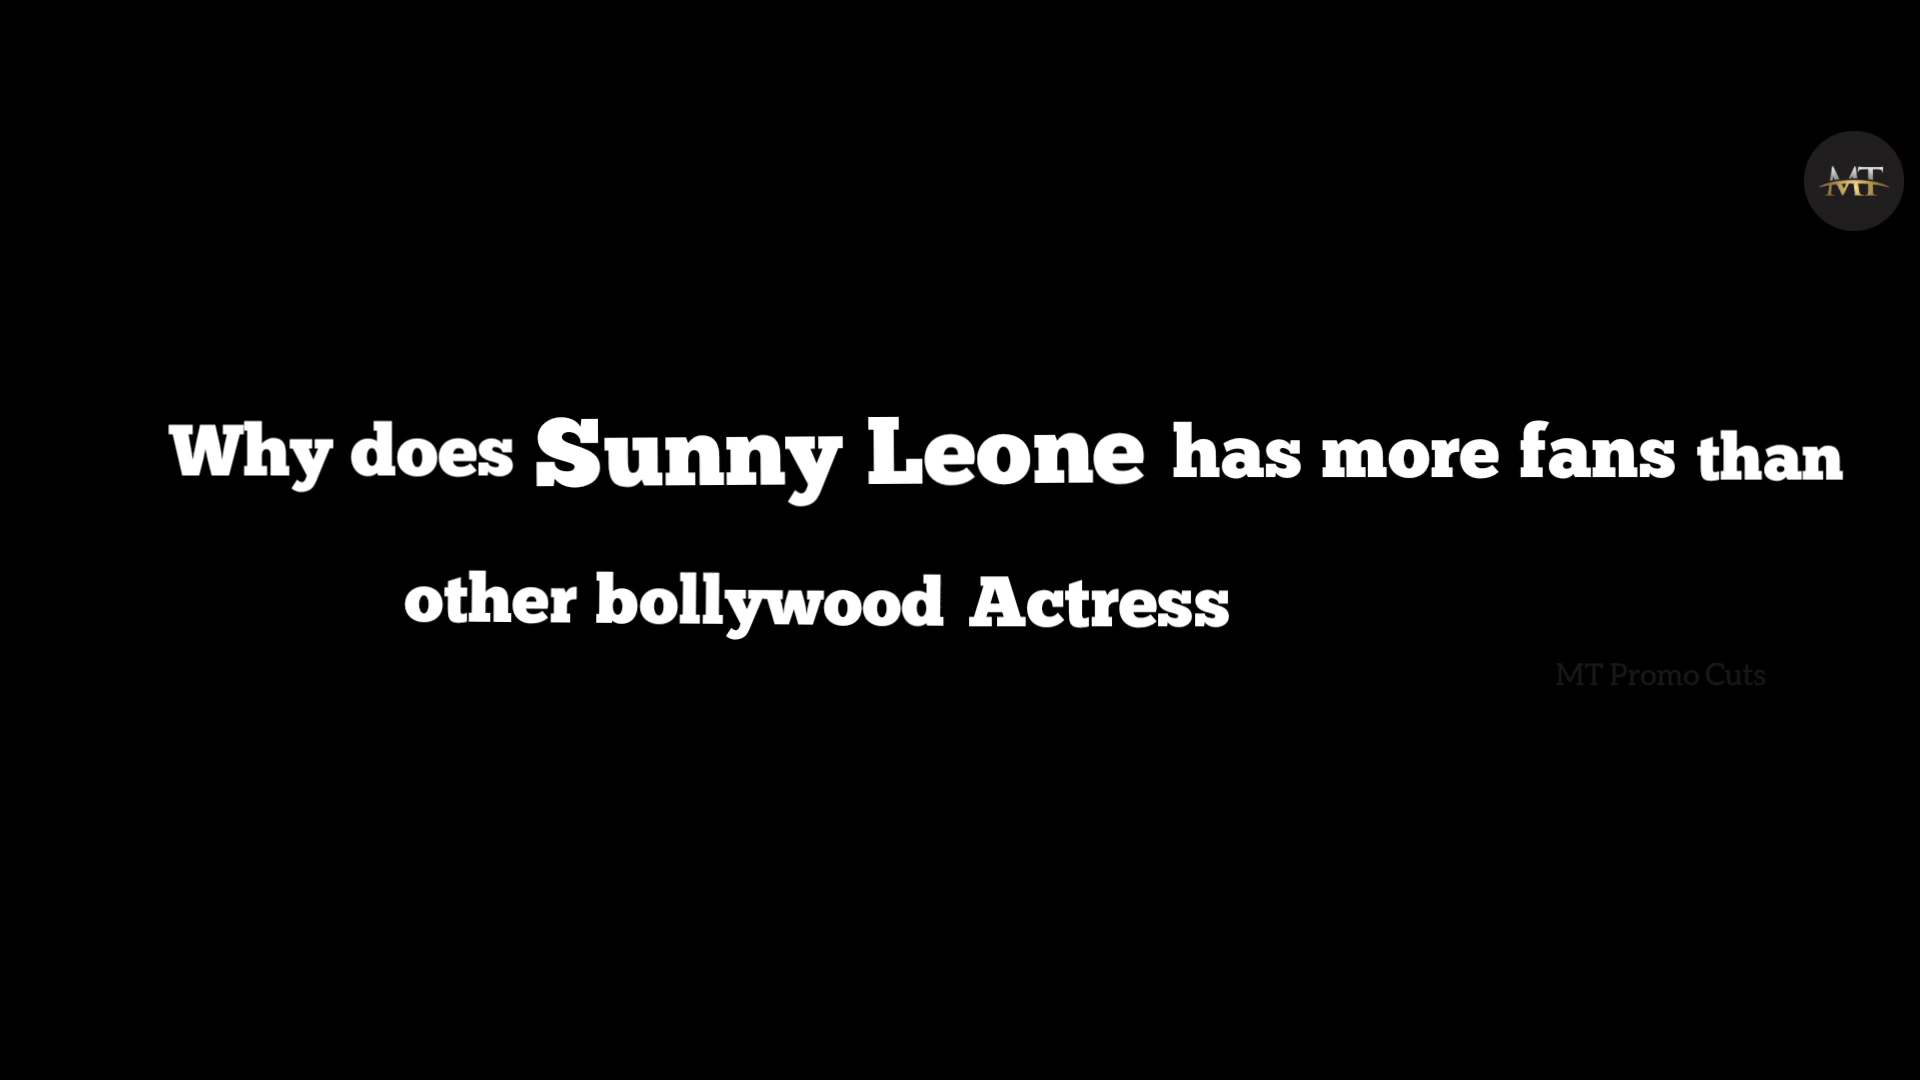 MT
Why does Sunny Leone has more fans than
other bollywood Actress
MT Promo Cuts